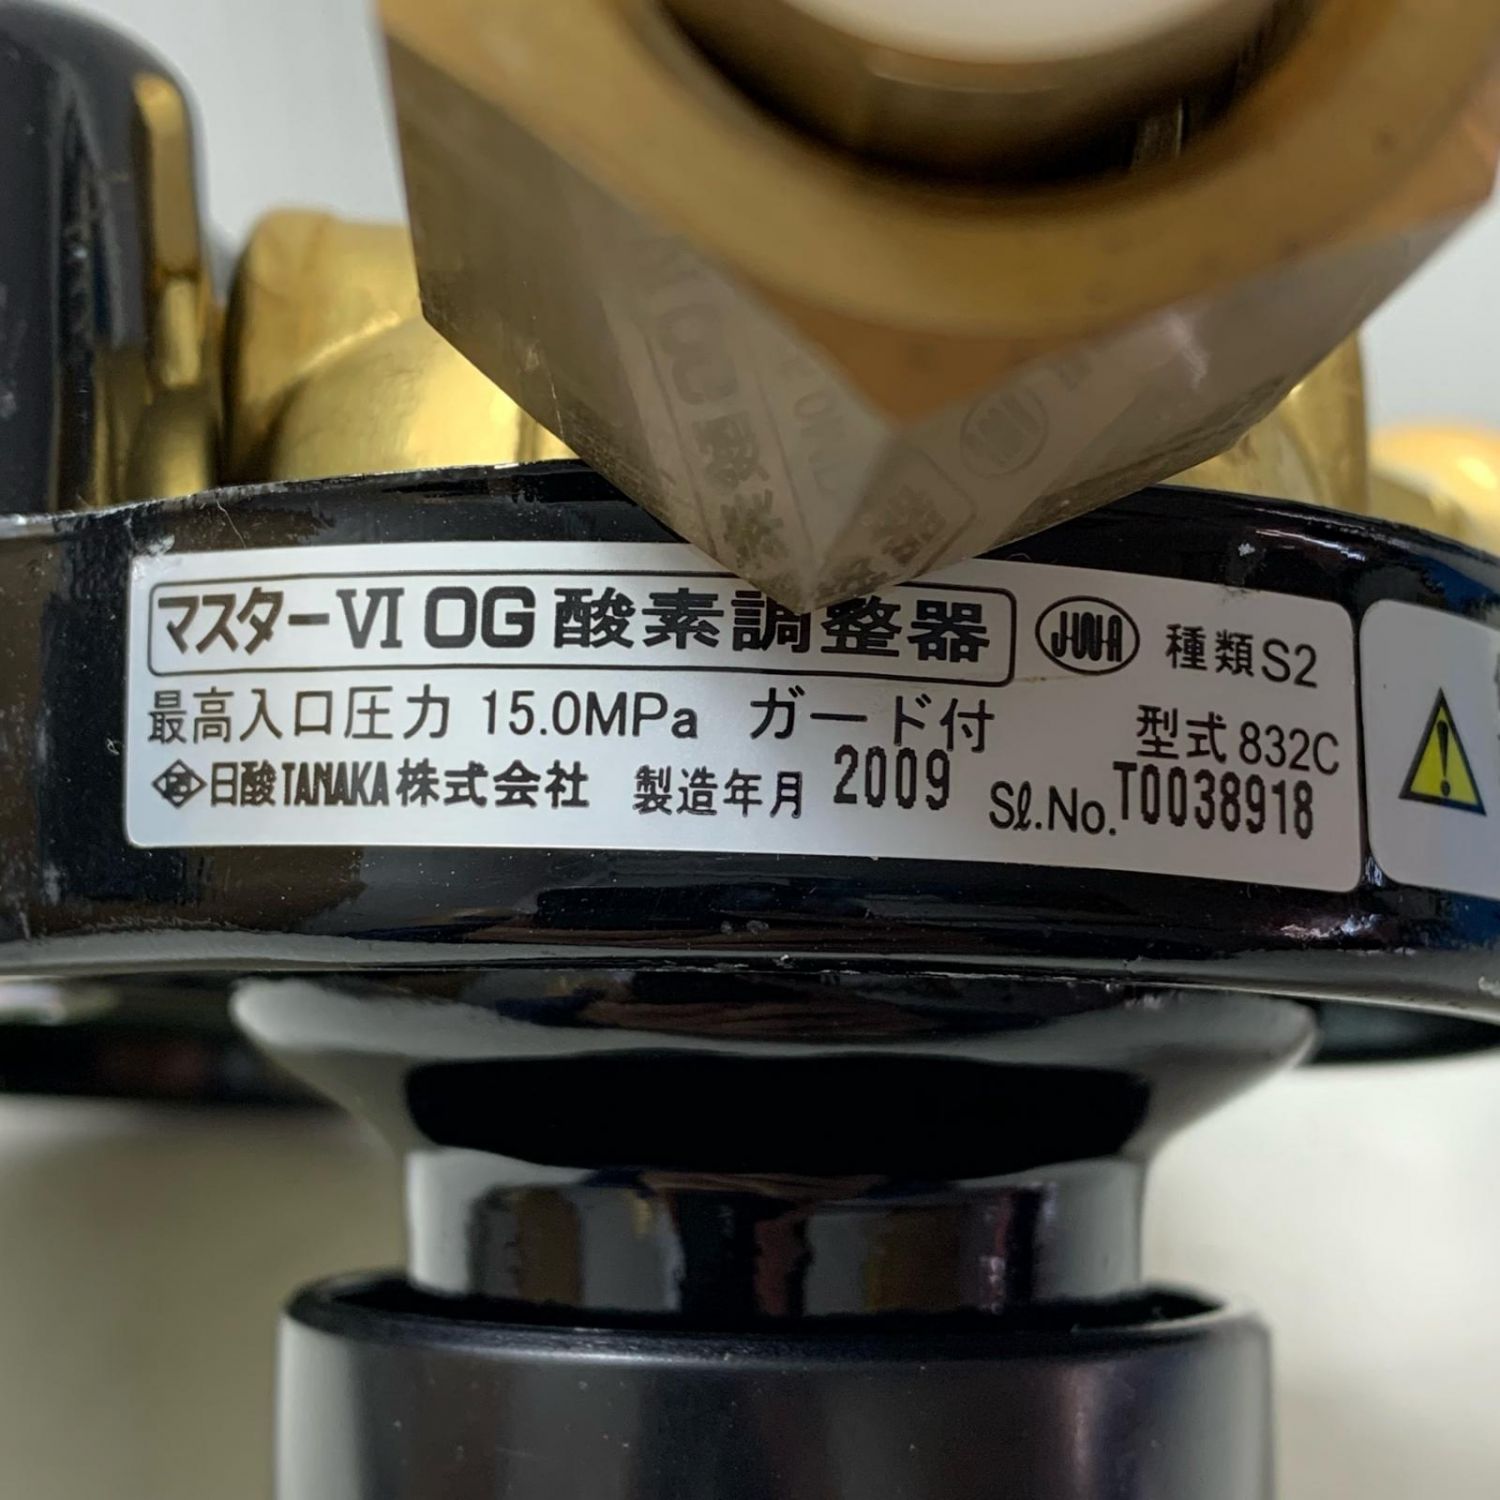 マスターⅥ OG 酸素調整器 JWA 種類S2
最高入口圧力 15.0MPa ガード付 型式 832C
日酸TANAKA株式会社 製造年月 2009 Sℓ.No. T0038918